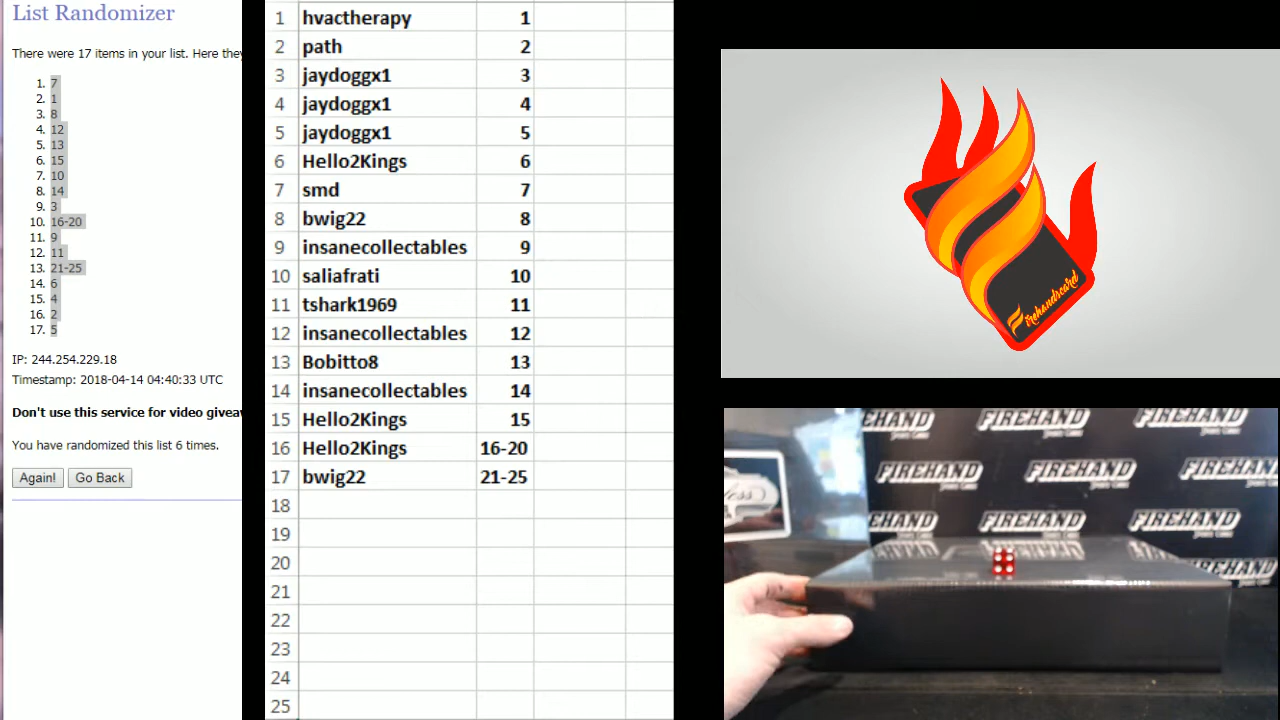 List Randomizer
There were 17 items in your list. Here they
1. 7
2. 1
3. 8
4. 12
5. 13
6. 15
7. 10
8. 14
9. 3
10. 16-20
11. 9
12. 11
13. 21-25
14. 6
15. 4
16. 2
17. 5
IP: 244.254.229.18
Timestamp: 2018-04-14 04:40:33 UTC
Don't use this service for video giveaw
You have randomized this list 6 times.
Again! Go Back
1 hvactherapy 1
2 path 2
3 jaydoggx1 3
4 jaydoggx1 4
5 jaydoggx1 5
6 Hello2Kings 6
7 smd 7
8 bwig22 8
9 insanecollectables 9
10 saliafrati 10
11 tshark1969 11
12 insanecollectables 12
13 Bobitto8 13
14 insanecollectables 14
15 Hello2Kings 15
16 Hello2Kings 16-20
17 bwig22 21-25
18
19
20
21
22
23
24
25
Firehandscard
FIREHAND FIREHAND FIREHAND
FIREHAND FIREHAND FIREHAND
FIREHAND FIREHAND FIREHAND
FIREHAND FIREHAND